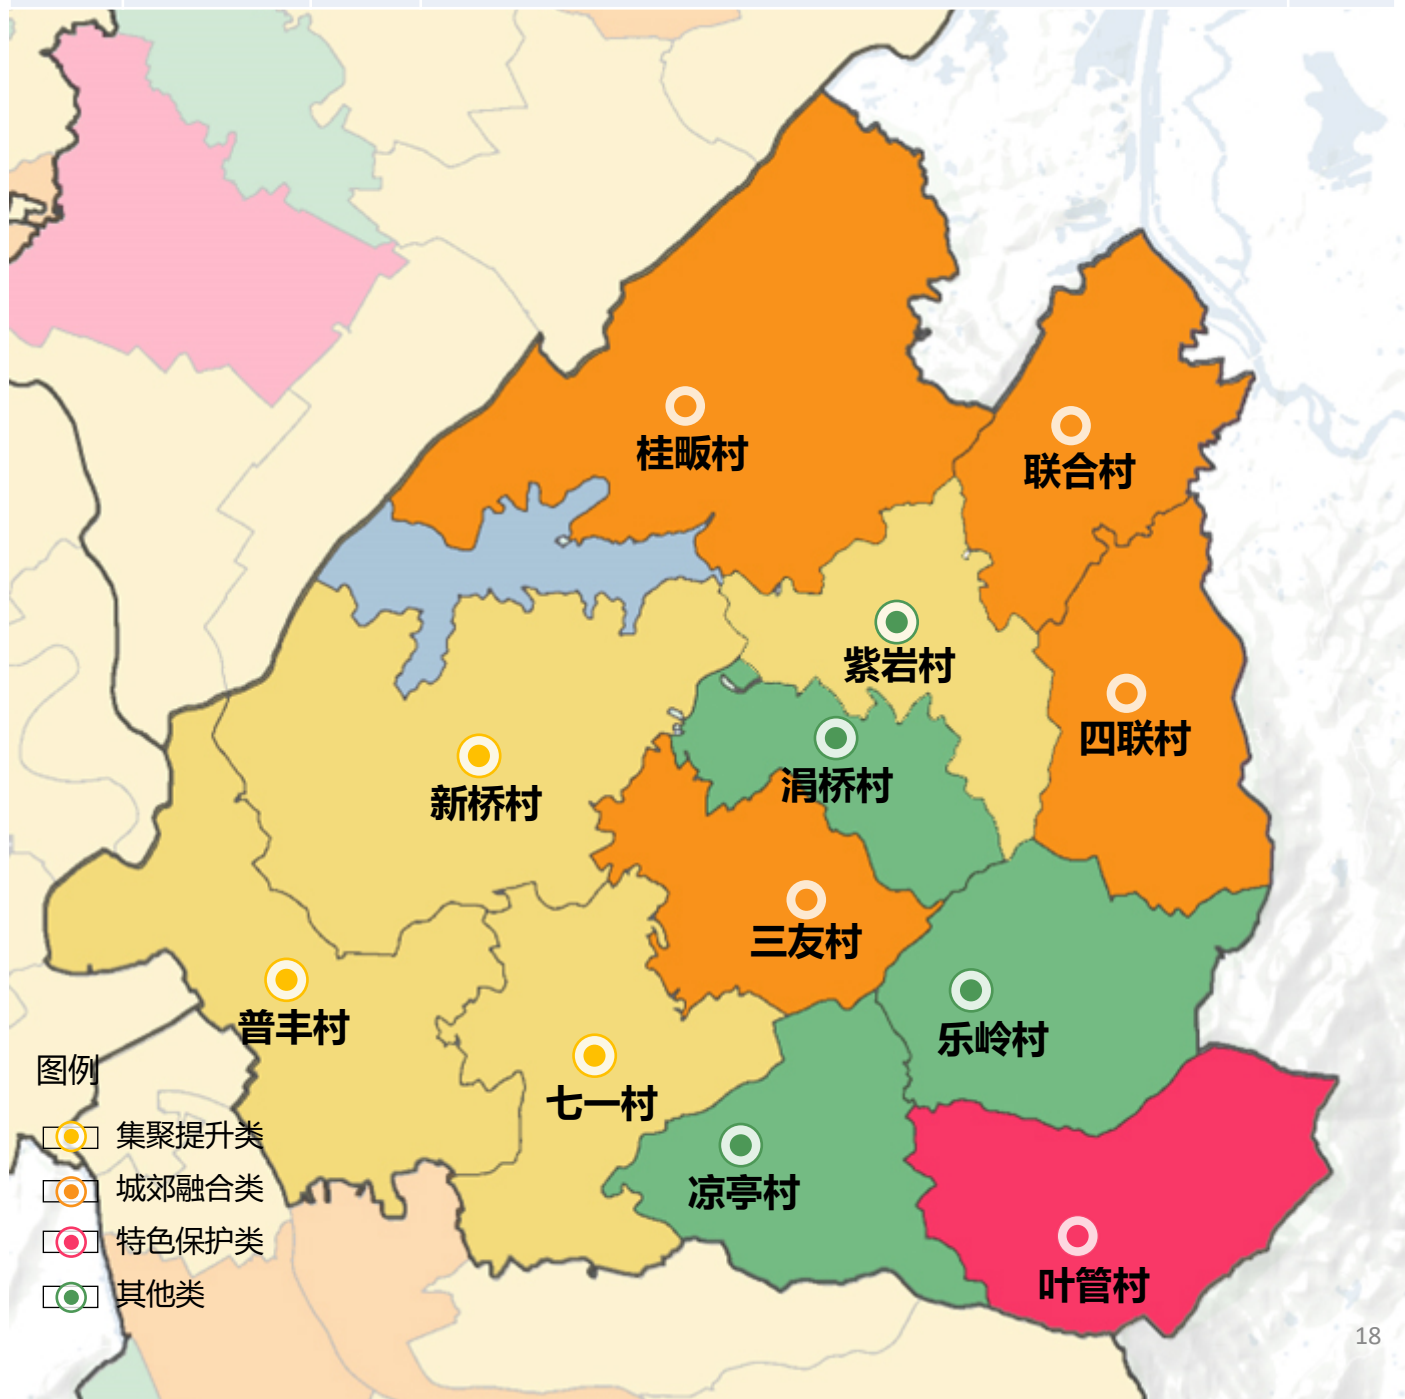 桂畈村
联合村
紫岩村
四联村
涓桥村
新桥村
三友村
普丰村
乐岭村
七一村
凉亭村
叶管村
图例
集聚提升类
城郊融合类
特色保护类
其他类
18